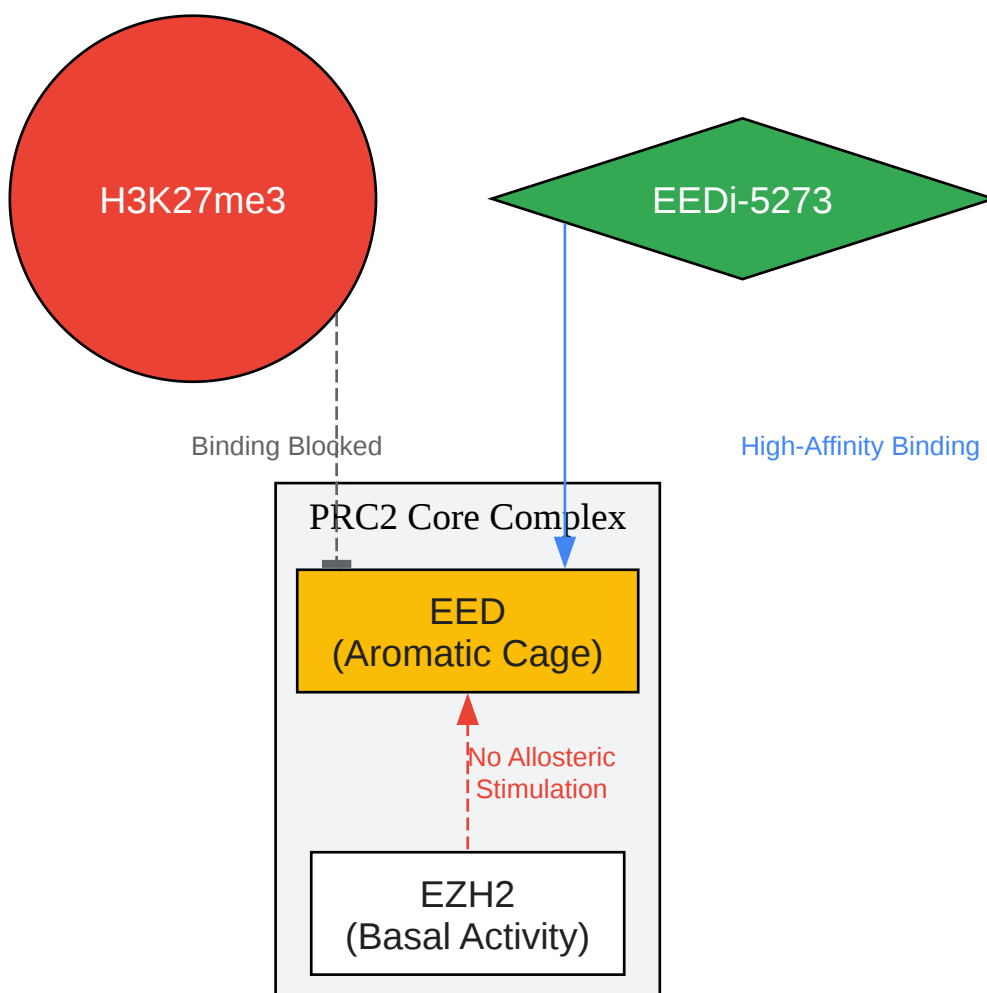 H3K27me3
EEDi-5273
Binding Blocked
High-Affinity Binding
PRC2 Core Complex
EED
(Aromatic Cage)
No Allosteric
Stimulation
EZH2
(Basal Activity)